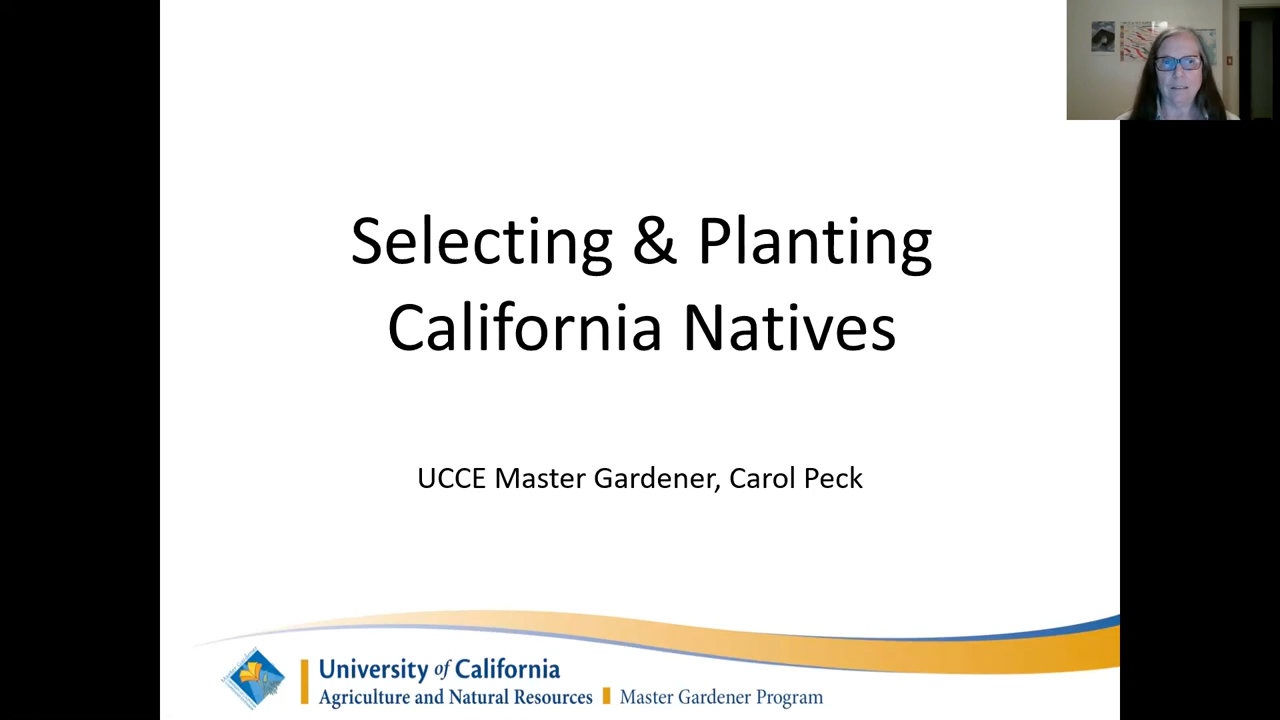 Selecting & Planting
California Natives
UCCE Master Gardener, Carol Peck
University of California
Agriculture and Natural Resources
Master Gardener Program